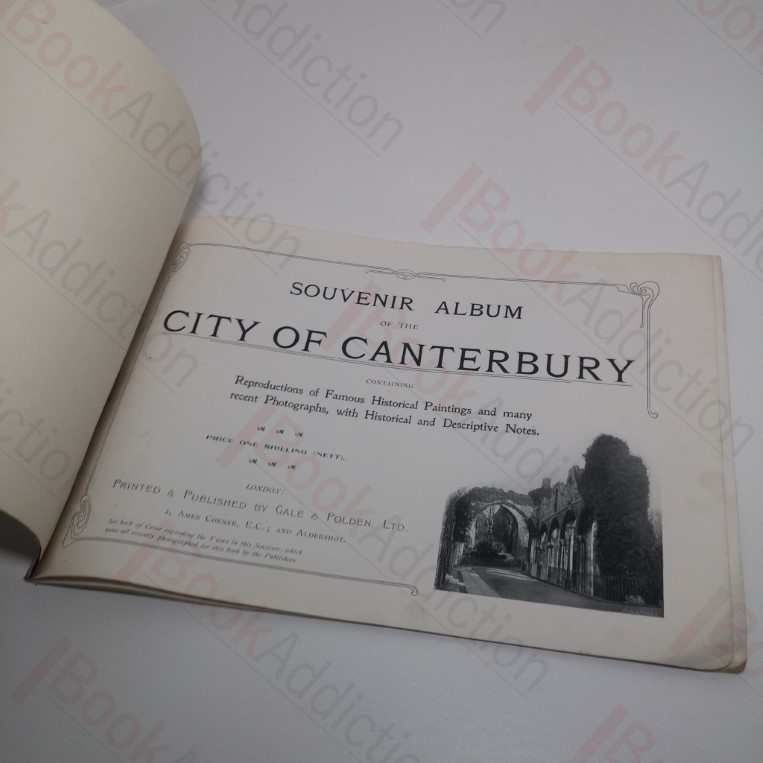 SOUVENIR ALBUM
OF THE
CITY OF CANTERBURY
CONTAINING
Reproductions of Famous Historical Paintings and many
recent Photographs, with Historical and Descriptive Notes.
PRICE ONE SHILLING (NETT).
LONDON:
PRINTED & PUBLISHED BY GALE & POLDEN, LTD.
2, AMEN CORNER, E.C.; AND ALDERSHOT.
See back of Cover regarding the Views in this Souvenir, which
were all recently photographed for this book by the Publishers.
BookAddiction